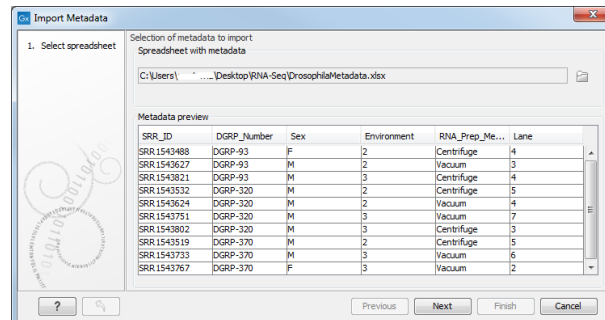 Gx Import Metadata
1. Select spreadsheet
Selection of metadata to import
Spreadsheet with metadata
C:\Users\ \Desktop\RNA-Seq\DrosophilaMetadata.xlsx
Metadata preview
SRR_ID DGRP_Number Sex Environment RNA_Prep_Me... Lane
SRR1543488 DGRP-93 F 2 Centrifuge 4
SRR1543627 DGRP-93 M 2 Vacuum 3
SRR1543821 DGRP-93 M 3 Centrifuge 4
SRR1543532 DGRP-320 M 2 Centrifuge 5
SRR1543624 DGRP-320 M 2 Vacuum 4
SRR1543751 DGRP-320 M 3 Vacuum 7
SRR1543802 DGRP-320 M 3 Centrifuge 3
SRR1543519 DGRP-370 M 2 Centrifuge 5
SRR1543733 DGRP-370 M 3 Vacuum 6
SRR1543767 DGRP-370 F 3 Vacuum 2
? Previous Next Finish Cancel